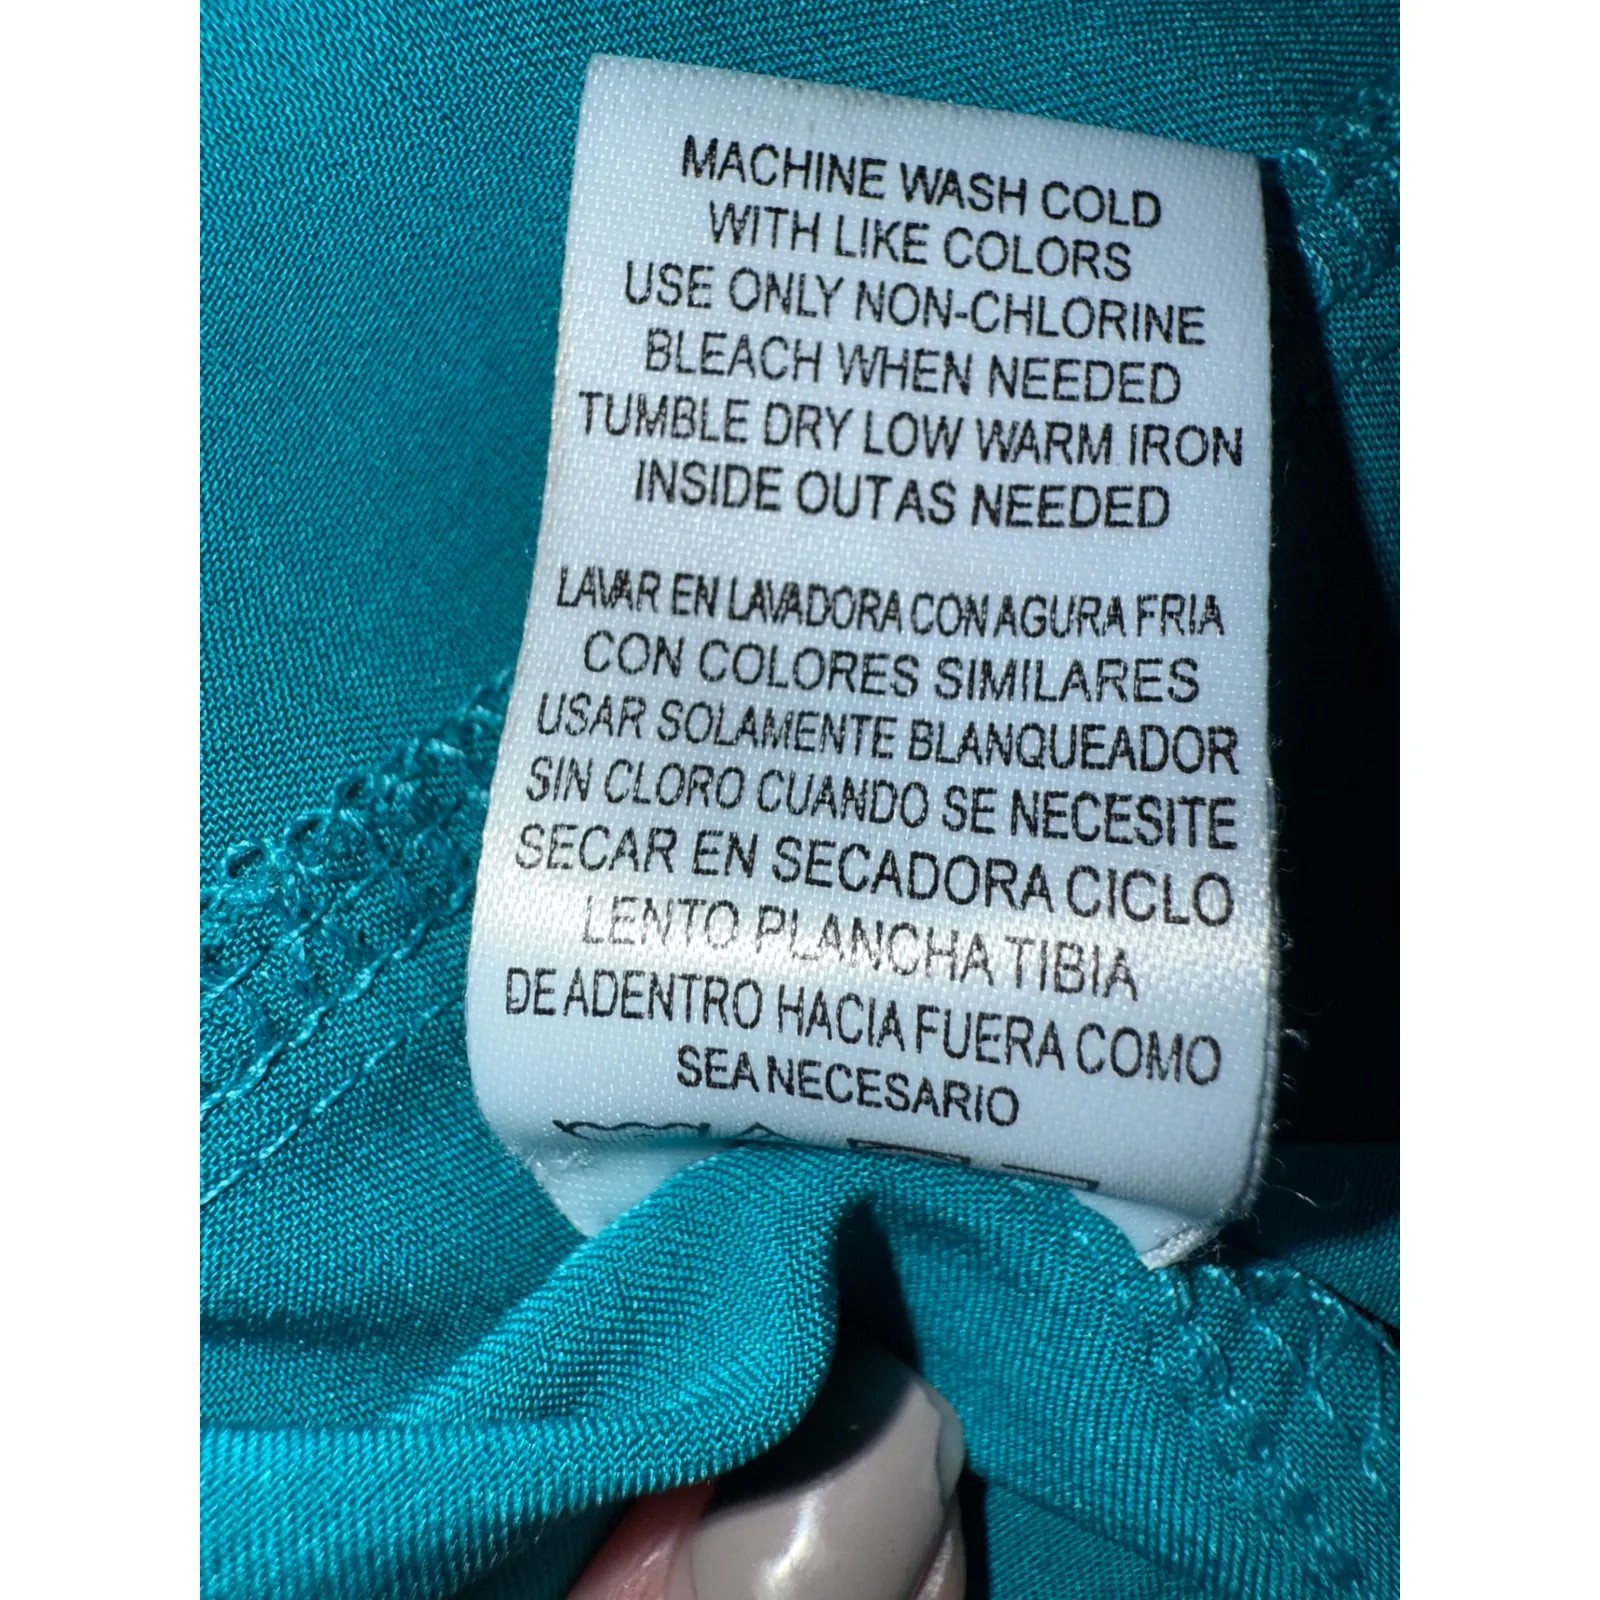 MACHINE WASH COLD
WITH LIKE COLORS
USE ONLY NON-CHLORINE
BLEACH WHEN NEEDED
TUMBLE DRY LOW WARM IRON
INSIDE OUT AS NEEDED
LAVAR EN LAVADORA CON AGURA FRIA
CON COLORES SIMILARES
USAR SOLAMENTE BLANQUEADOR
SIN CLORO CUANDO SE NECESITE
SECAR EN SECADORA CICLO
LENTO PLANCHA TIBIA
DE ADENTRO HACIA FUERA COMO
SEA NECESARIO